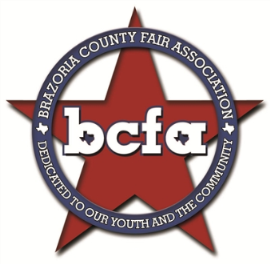 BRAZORIA COUNTY FAIR ASSOCIATION
bcfa
DEDICATED TO OUR YOUTH AND THE COMMUNITY